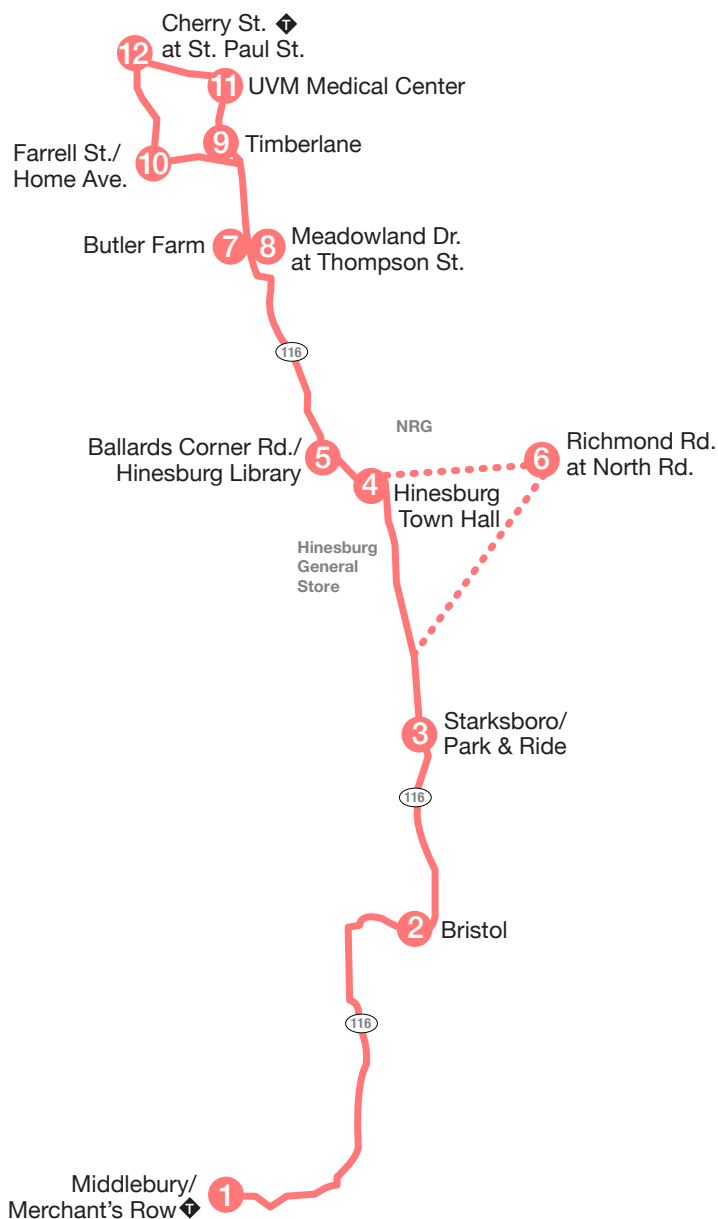 Cherry St. T
at St. Paul St.
12
11 UVM Medical Center
9 Timberlane
Farrell St./
Home Ave.
10
Butler Farm 7
8 Meadowland Dr.
at Thompson St.
116
NRG
Ballards Corner Rd./
Hinesburg Library
5
6 Richmond Rd.
at North Rd.
4 Hinesburg
Town Hall
Hinesburg
General
Store
3 Starksboro/
Park & Ride
116
2 Bristol
116
Middlebury/
Merchant's Row T
1